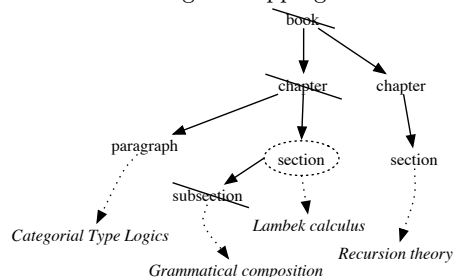 book
chapter chapter
paragraph section section
subsection
Categorial Type Logics Lambek calculus
Recursion theory
Grammatical composition